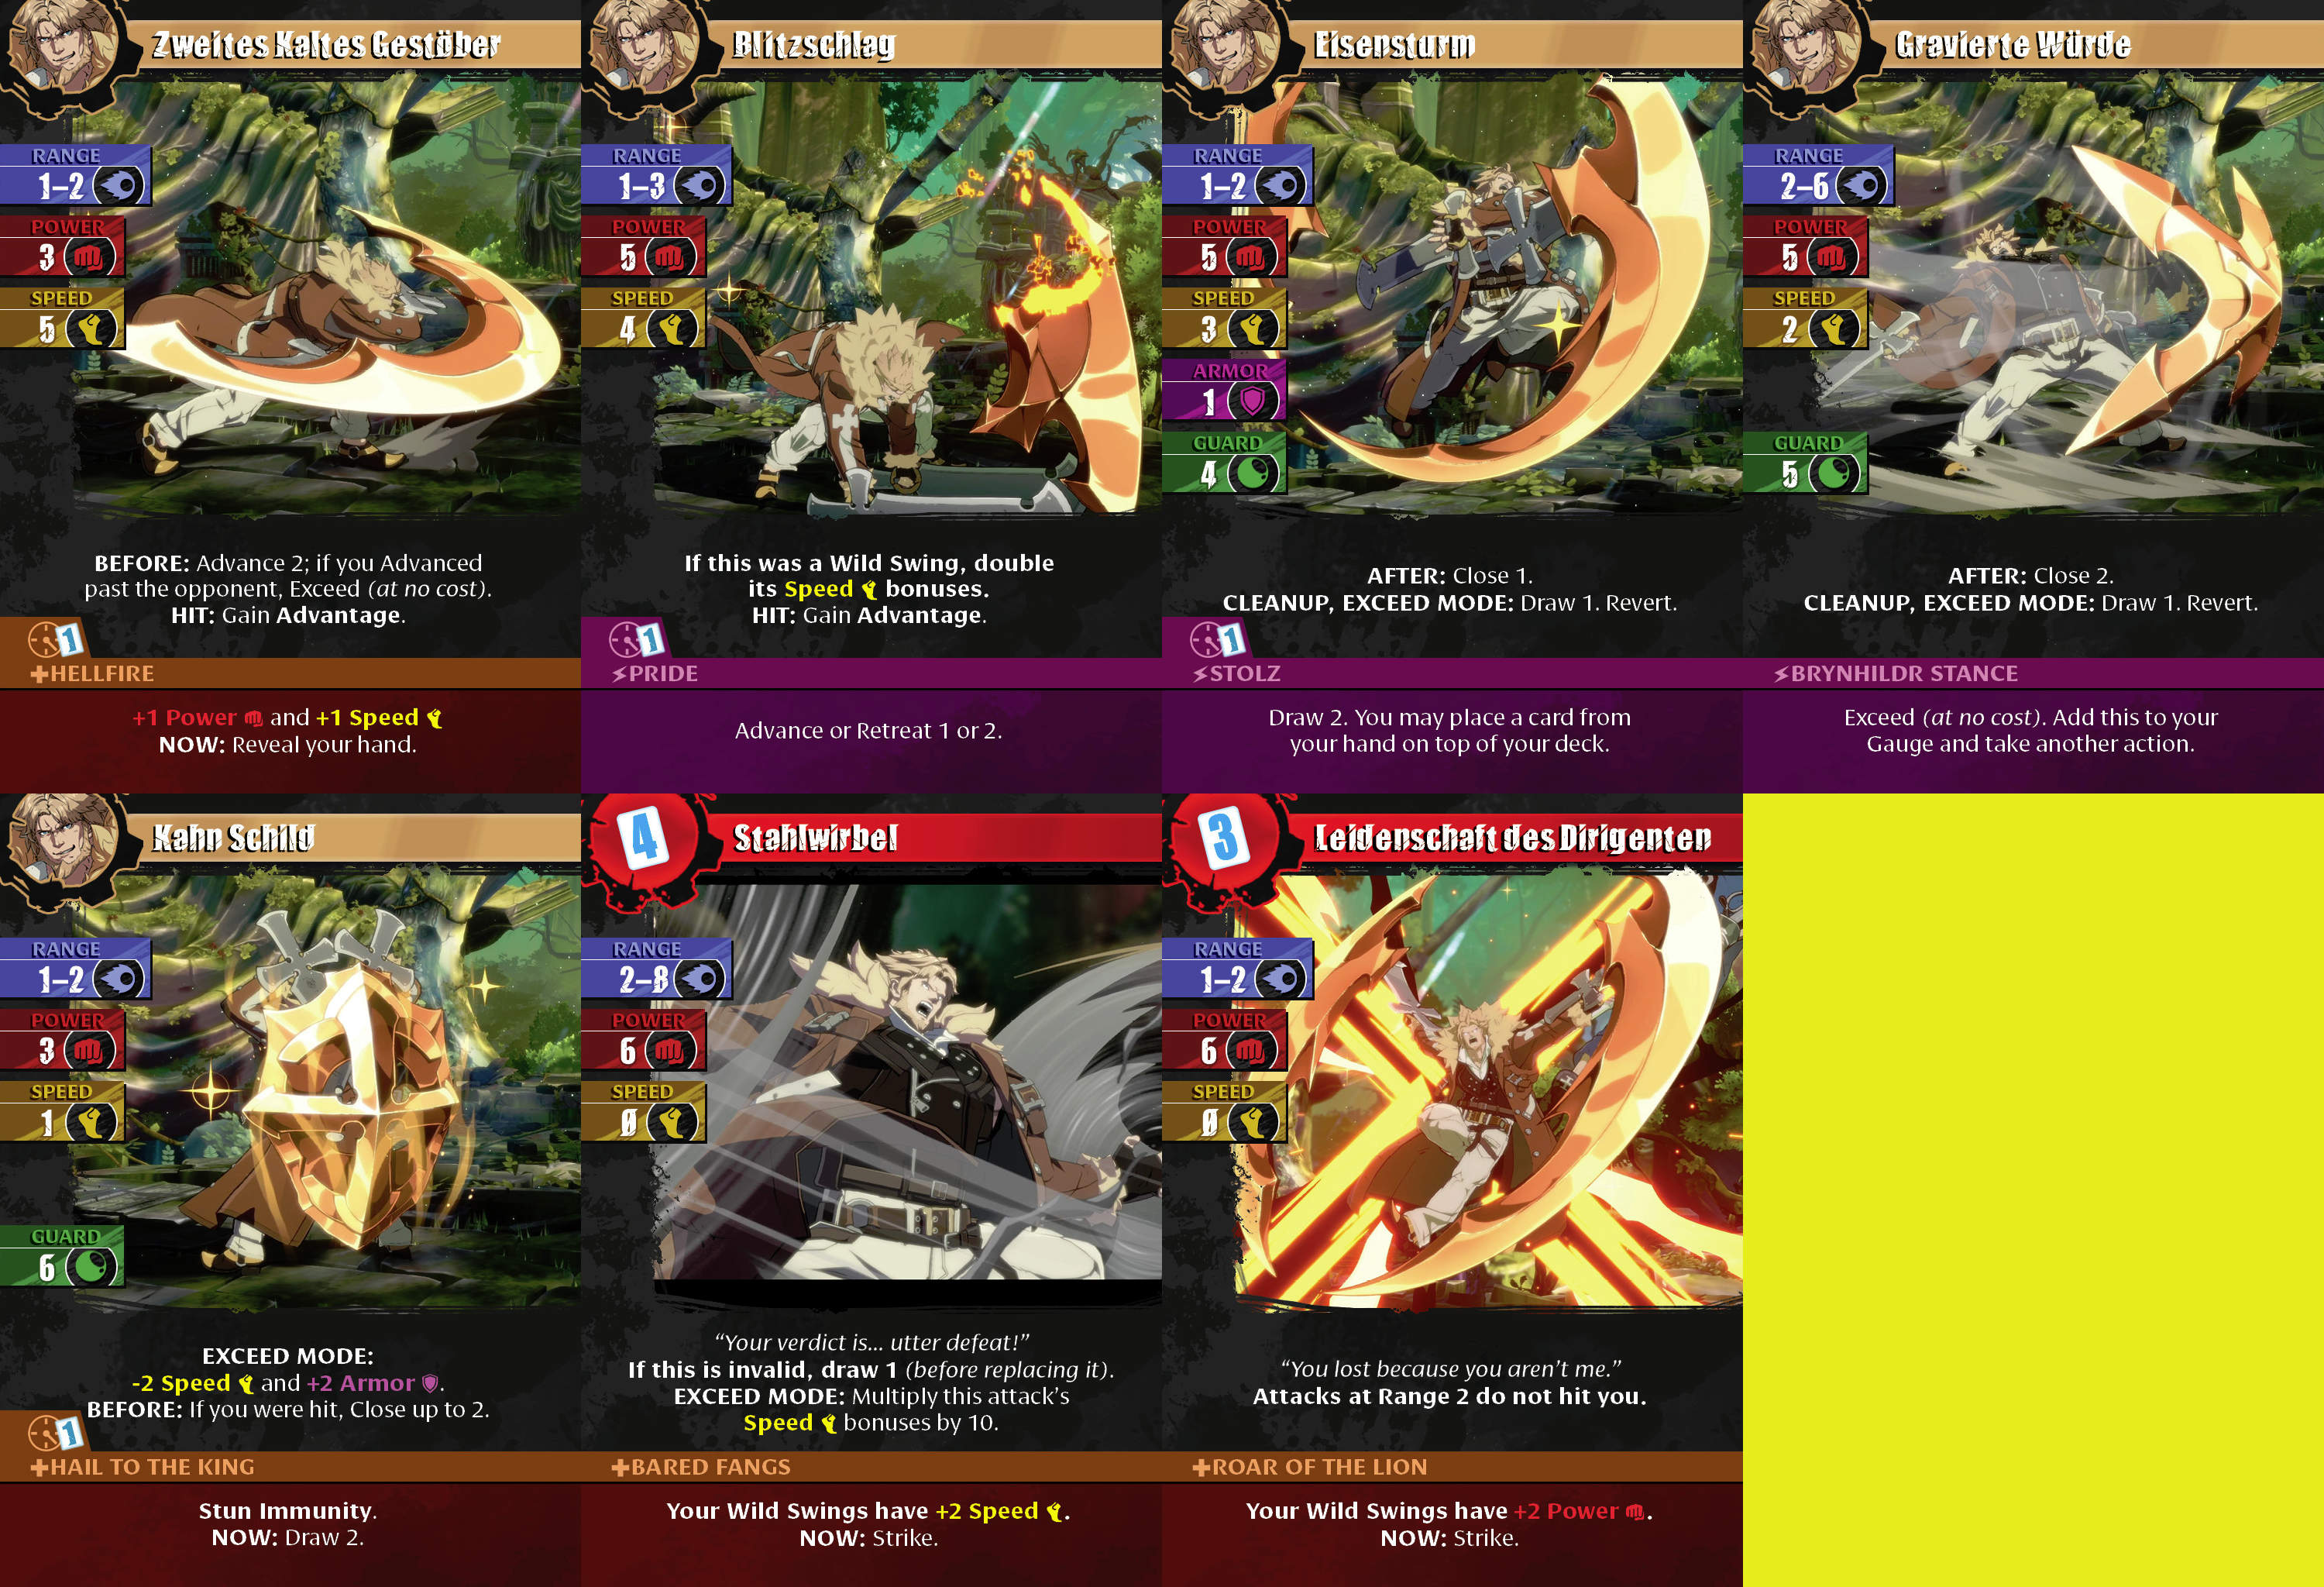 Zweites Kaltes Gestöber
RANGE
1–2
POWER
3
SPEED
5
BEFORE: Advance 2; if you Advanced
past the opponent, Exceed (at no cost).
HIT: Gain Advantage.
1
+HELLFIRE
+1 Power and +1 Speed
NOW: Reveal your hand.
Blitzschlag
RANGE
1–3
POWER
5
SPEED
4
If this was a Wild Swing, double
its Speed bonuses.
HIT: Gain Advantage.
1
⚡PRIDE
Advance or Retreat 1 or 2.
Eisensturm
RANGE
1–2
POWER
5
SPEED
3
ARMOR
1
GUARD
4
AFTER: Close 1.
CLEANUP, EXCEED MODE: Draw 1. Revert.
1
⚡STOLZ
Draw 2. You may place a card from
your hand on top of your deck.
Gravierte Würde
RANGE
2–6
POWER
5
SPEED
2
GUARD
5
AFTER: Close 2.
CLEANUP, EXCEED MODE: Draw 1. Revert.
⚡BRYNHILDR STANCE
Exceed (at no cost). Add this to your
Gauge and take another action.
Kahn Schild
RANGE
1–2
POWER
3
SPEED
1
GUARD
6
EXCEED MODE:
-2 Speed and +2 Armor.
BEFORE: If you were hit, Close up to 2.
1
+HAIL TO THE KING
Stun Immunity.
NOW: Draw 2.
4
Stahlwirbel
RANGE
2–8
POWER
6
SPEED
0
“Your verdict is... utter defeat!”
If this is invalid, draw 1 (before replacing it).
EXCEED MODE: Multiply this attack’s
Speed bonuses by 10.
+BARED FANGS
Your Wild Swings have +2 Speed.
NOW: Strike.
3
Leidenschaft des Dirigenten
RANGE
1–2
POWER
6
SPEED
0
“You lost because you aren’t me.”
Attacks at Range 2 do not hit you.
+ROAR OF THE LION
Your Wild Swings have +2 Power.
NOW: Strike.